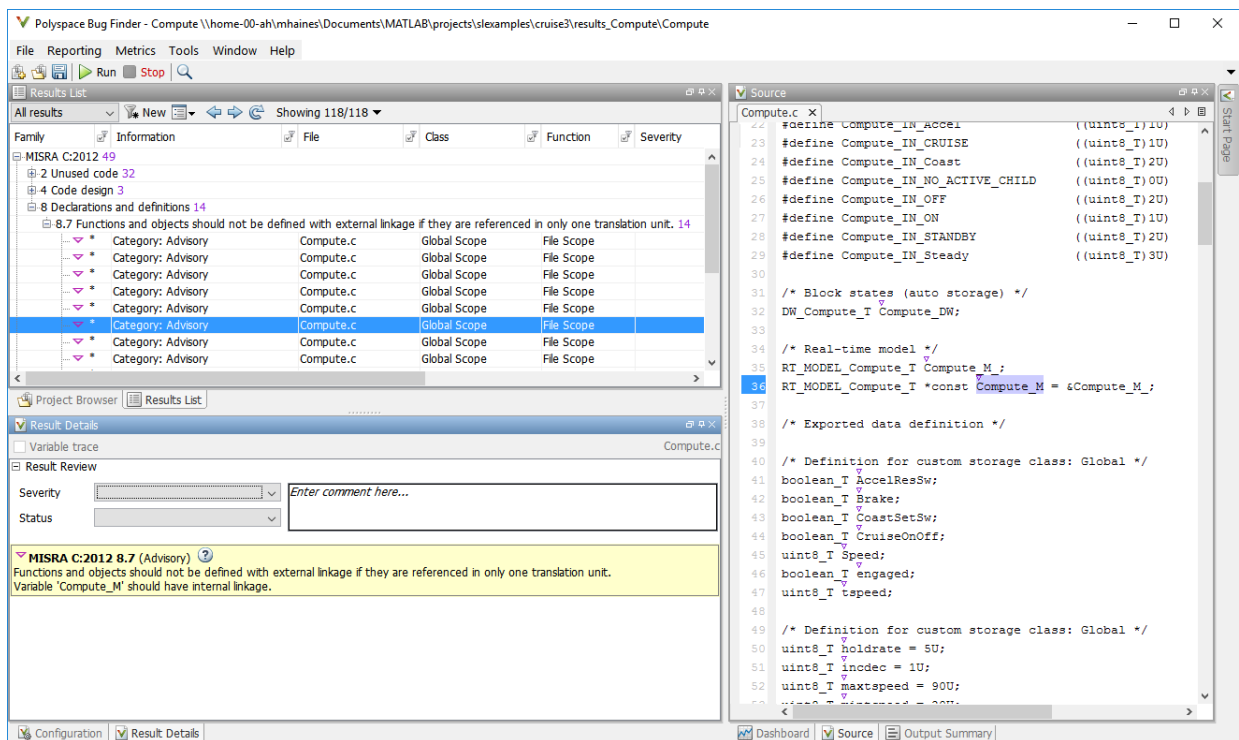 Polyspace Bug Finder - Compute \\home-00-ah\mhaines\Documents\MATLAB\projects\slexamples\cruise3\results_Compute\Compute
File Reporting Metrics Tools Window Help
Run Stop
Results List
All results New Showing 118/118
Family Information File Class Function Severity
MISRA C:2012 49
2 Unused code 32
4 Code design 3
8 Declarations and definitions 14
8.7 Functions and objects should not be defined with external linkage if they are referenced in only one translation unit. 14
* Category: Advisory Compute.c Global Scope File Scope
* Category: Advisory Compute.c Global Scope File Scope
* Category: Advisory Compute.c Global Scope File Scope
* Category: Advisory Compute.c Global Scope File Scope
* Category: Advisory Compute.c Global Scope File Scope
* Category: Advisory Compute.c Global Scope File Scope
* Category: Advisory Compute.c Global Scope File Scope
* Category: Advisory Compute.c Global Scope File Scope
Project Browser Results List
Result Details
Variable trace Compute.c
Result Review
Severity Enter comment here...
Status
MISRA C:2012 8.7 (Advisory) ?
Functions and objects should not be defined with external linkage if they are referenced in only one translation unit.
Variable 'Compute_M' should have internal linkage.
Configuration Result Details
Source
Compute.c
22 #define Compute_IN_Accel ((uint8_T)1U)
23 #define Compute_IN_CRUISE ((uint8_T)1U)
24 #define Compute_IN_Coast ((uint8_T)2U)
25 #define Compute_IN_NO_ACTIVE_CHILD ((uint8_T)0U)
26 #define Compute_IN_OFF ((uint8_T)2U)
27 #define Compute_IN_ON ((uint8_T)1U)
28 #define Compute_IN_STANDBY ((uint8_T)2U)
29 #define Compute_IN_Steady ((uint8_T)3U)
30
31 /* Block states (auto storage) */
32 DW_Compute_T Compute_DW;
33
34 /* Real-time model */
35 RT_MODEL_Compute_T Compute_M_;
36 RT_MODEL_Compute_T *const Compute_M = &Compute_M_;
37
38 /* Exported data definition */
39
40 /* Definition for custom storage class: Global */
41 boolean_T AccelResSw;
42 boolean_T Brake;
43 boolean_T CoastSetSw;
44 boolean_T CruiseOnOff;
45 uint8_T Speed;
46 boolean_T engaged;
47 uint8_T tspeed;
48
49 /* Definition for custom storage class: Global */
50 uint8_T holdrate = 5U;
51 uint8_T incdec = 1U;
52 uint8_T maxtspeed = 90U;
Start Page
Dashboard Source Output Summary